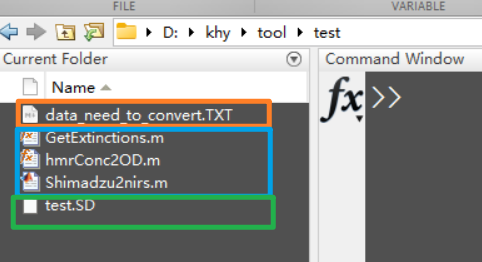 FILE
VARIABLE
D: khy tool test
Current Folder
Command Window
Name
data_need_to_convert.TXT
GetExtinctions.m
hmrConc2OD.m
Shimadzu2nirs.m
test.SD
fx >>